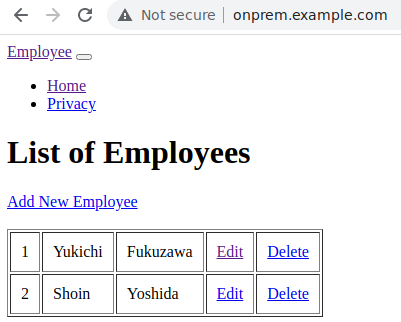 Not secure | onprem.example.com
Employee
Home
Privacy
List of Employees
Add New Employee
1 Yukichi Fukuzawa Edit Delete
2 Shoin Yoshida Edit Delete